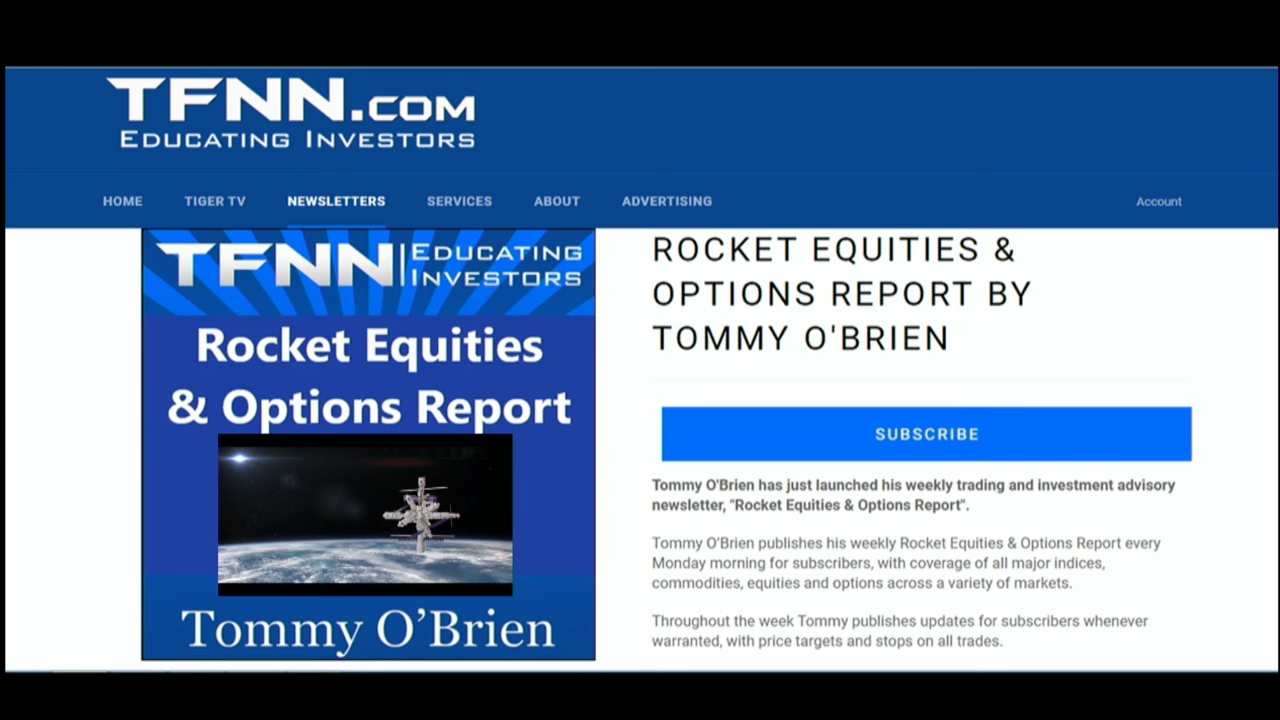 TFNN.COM
EDUCATING INVESTORS
HOME TIGER TV NEWSLETTERS SERVICES ABOUT ADVERTISING Account
TFNN | EDUCATING
INVESTORS
Rocket Equities
& Options Report
Tommy O’Brien
ROCKET EQUITIES &
OPTIONS REPORT BY
TOMMY O'BRIEN
SUBSCRIBE
Tommy O'Brien has just launched his weekly trading and investment advisory
newsletter, "Rocket Equities & Options Report".
Tommy O’Brien publishes his weekly Rocket Equities & Options Report every
Monday morning for subscribers, with coverage of all major indices,
commodities, equities and options across a variety of markets.
Throughout the week Tommy publishes updates for subscribers whenever
warranted, with price targets and stops on all trades.